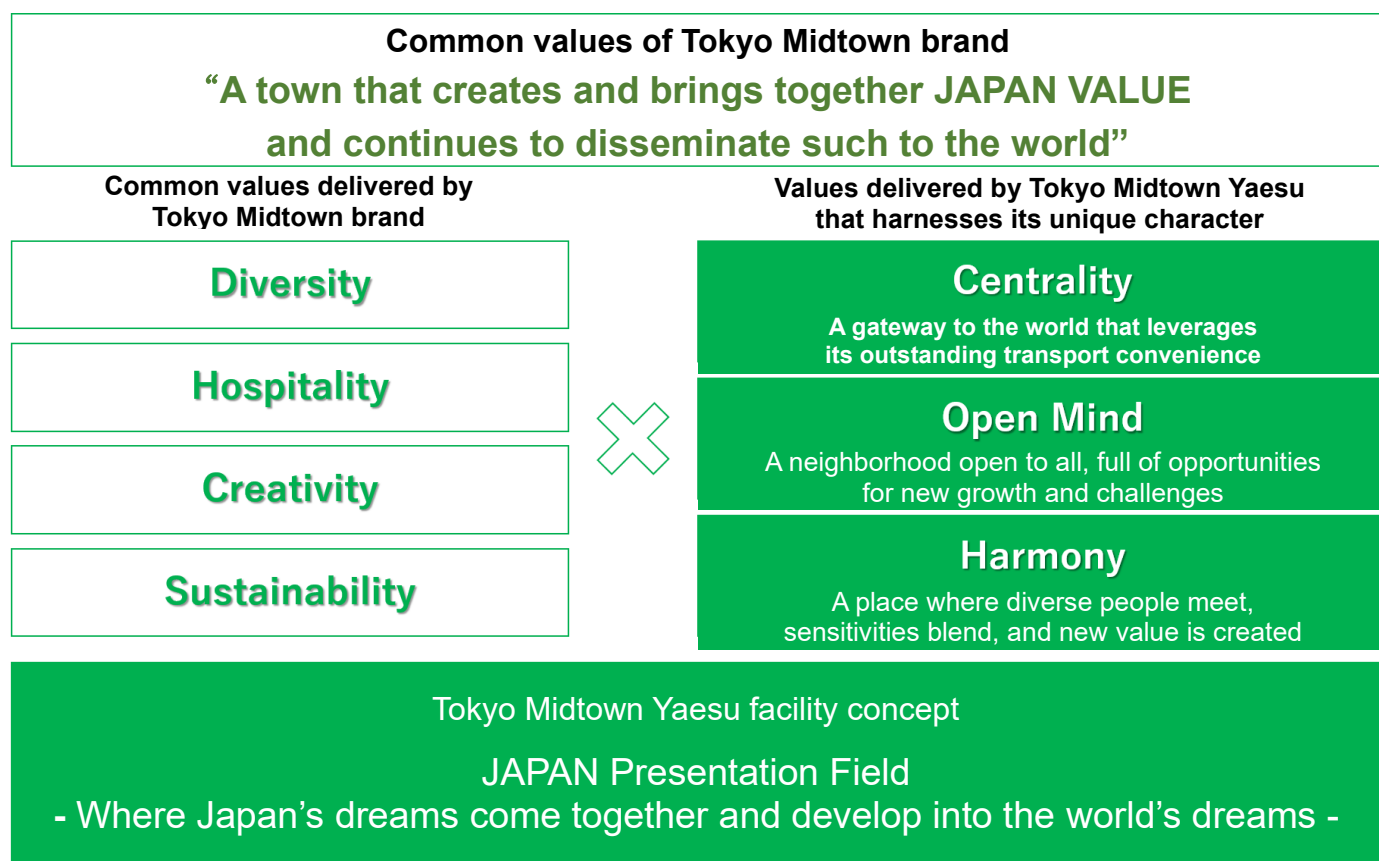 Common values of Tokyo Midtown brand
“A town that creates and brings together JAPAN VALUE
and continues to disseminate such to the world”
Common values delivered by
Tokyo Midtown brand
Diversity
Hospitality
Creativity
Sustainability
Values delivered by Tokyo Midtown Yaesu
that harnesses its unique character
Centrality
A gateway to the world that leverages
its outstanding transport convenience
Open Mind
A neighborhood open to all, full of opportunities
for new growth and challenges
Harmony
A place where diverse people meet,
sensitivities blend, and new value is created
Tokyo Midtown Yaesu facility concept
JAPAN Presentation Field
- Where Japan’s dreams come together and develop into the world’s dreams -